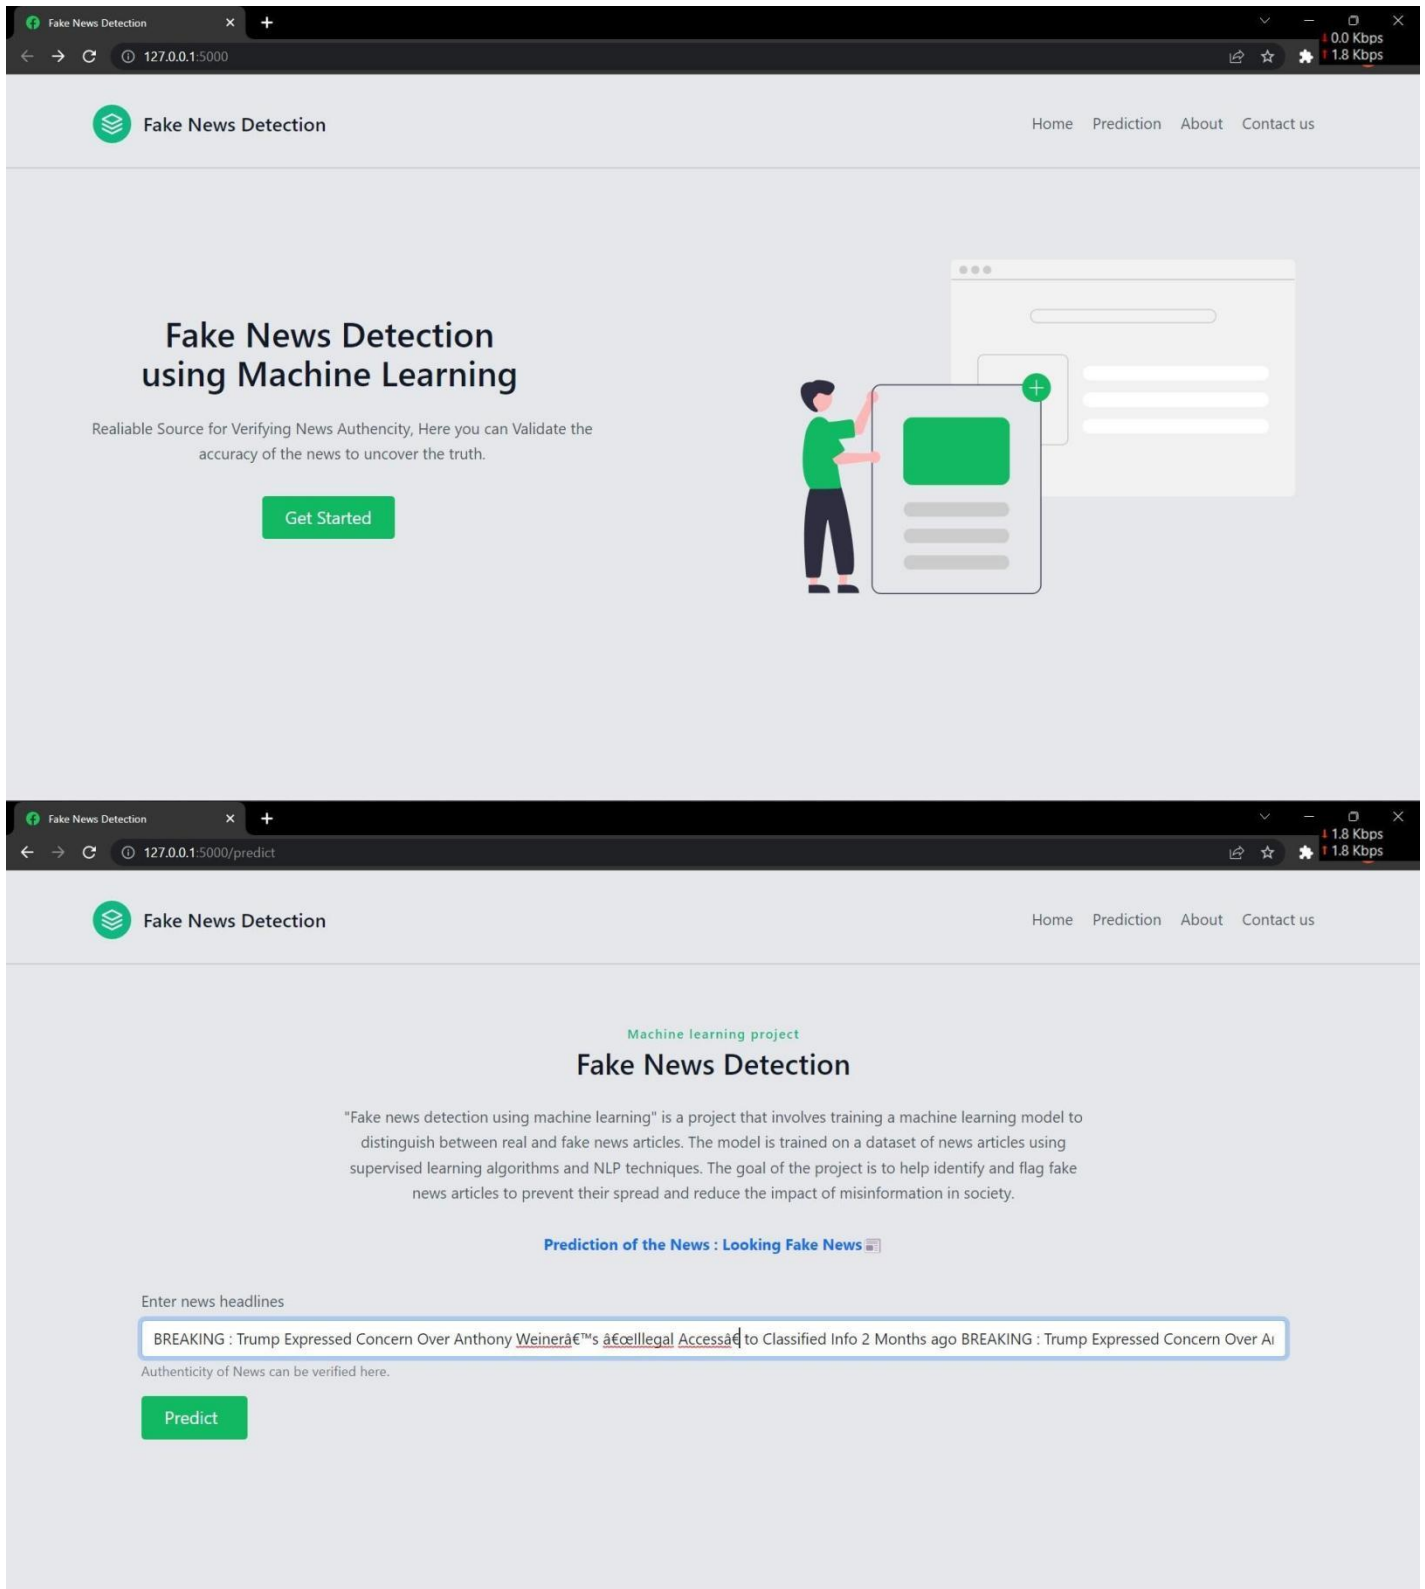 Fake News Detection
0.0 Kbps
127.0.0.1:5000
1.8 Kbps
Fake News Detection
Home Prediction About Contact us
Fake News Detection
using Machine Learning
Realiable Source for Verifying News Authencity, Here you can Validate the
accuracy of the news to uncover the truth.
Get Started
Fake News Detection
1.8 Kbps
127.0.0.1:5000/predict
1.8 Kbps
Fake News Detection
Home Prediction About Contact us
Machine learning project
Fake News Detection
"Fake news detection using machine learning" is a project that involves training a machine learning model to
distinguish between real and fake news articles. The model is trained on a dataset of news articles using
supervised learning algorithms and NLP techniques. The goal of the project is to help identify and flag fake
news articles to prevent their spread and reduce the impact of misinformation in society.
Prediction of the News : Looking Fake News📰
Enter news headlines
BREAKING : Trump Expressed Concern Over Anthony Weinerâ€™s â€œIllegal Accessâ€ to Classified Info 2 Months ago BREAKING : Trump Expressed Concern Over
Authenticity of News can be verified here.
Predict